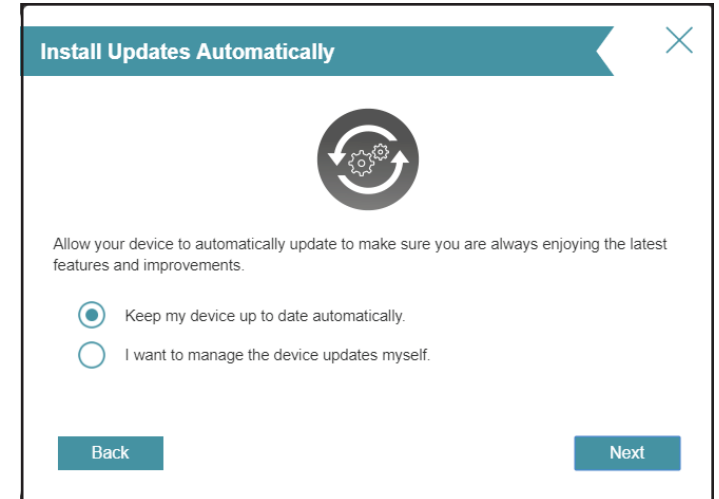 Install Updates Automatically
Allow your device to automatically update to make sure you are always enjoying the latest
features and improvements.
Keep my device up to date automatically.
I want to manage the device updates myself.
Back
Next